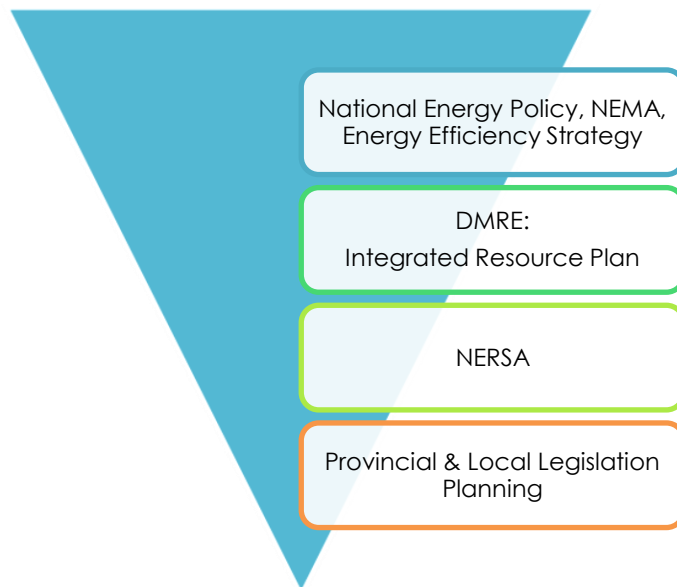 National Energy Policy, NEMA,
Energy Efficiency Strategy
DMRE:
Integrated Resource Plan
NERSA
Provincial & Local Legislation
Planning